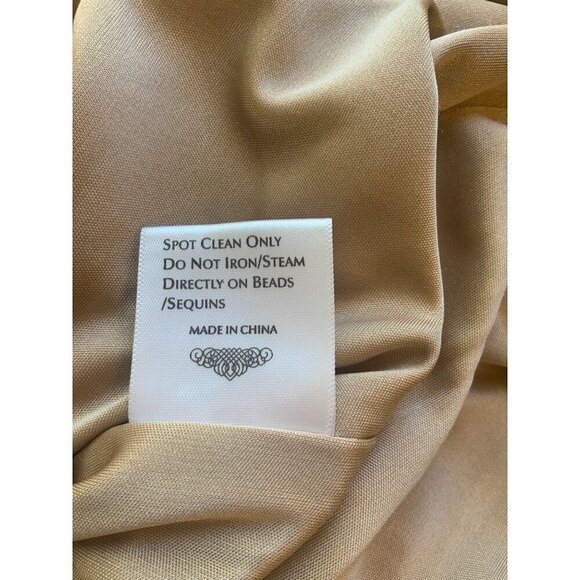 Spot Clean Only
Do Not Iron/Steam
Directly on Beads
/Sequins
MADE IN CHINA